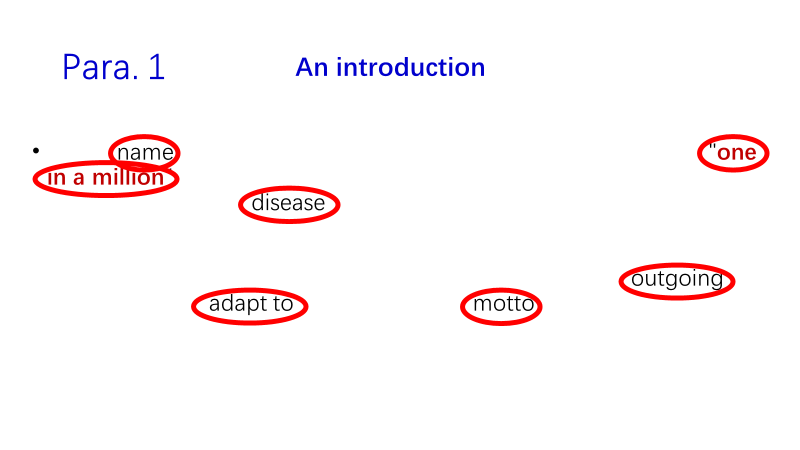 Para. 1 An introduction
• name "one
in a million"
disease
outgoing
adapt to motto